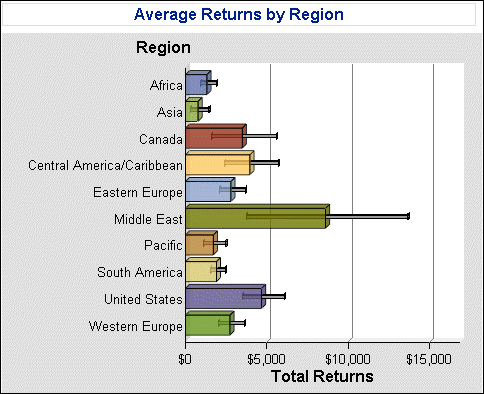 Average Returns by Region
Region
Africa
Asia
Canada
Central America/Caribbean
Eastern Europe
Middle East
Pacific
South America
United States
Western Europe
$0 $5,000 $10,000 $15,000
Total Returns